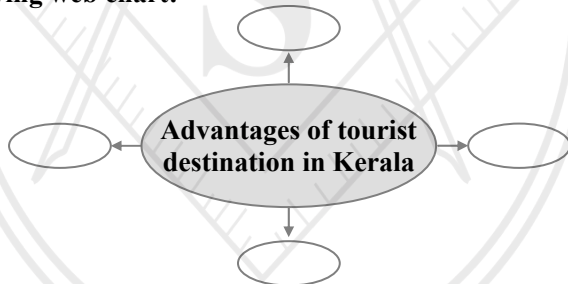 ing web chart.
Advantages of tourist
destination in Kerala